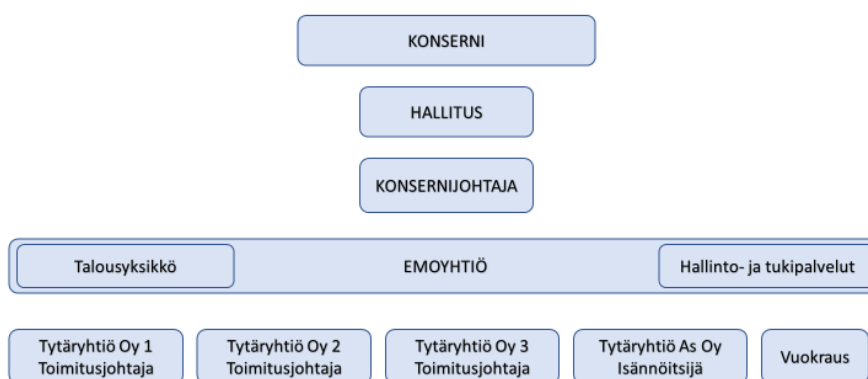 KONSERNI
HALLITUS
KONSERNIJOHTAJA
Talousyksikkö
EMOYHTIÖ
Hallinto- ja tukipalvelut
Tytäryhtiö Oy 1
Toimitusjohtaja
Tytäryhtiö Oy 2
Toimitusjohtaja
Tytäryhtiö Oy 3
Toimitusjohtaja
Tytäryhtiö As Oy
Isännöitsijä
Vuokraus